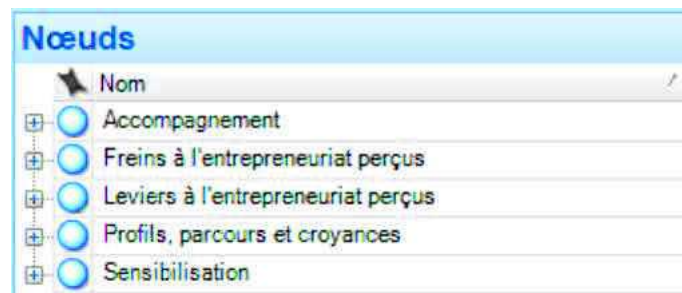 Nœuds
Nom
Accompagnement
Freins à l'entrepreneuriat perçus
Leviers à l'entrepreneuriat perçus
Profils, parcours et croyances
Sensibilisation